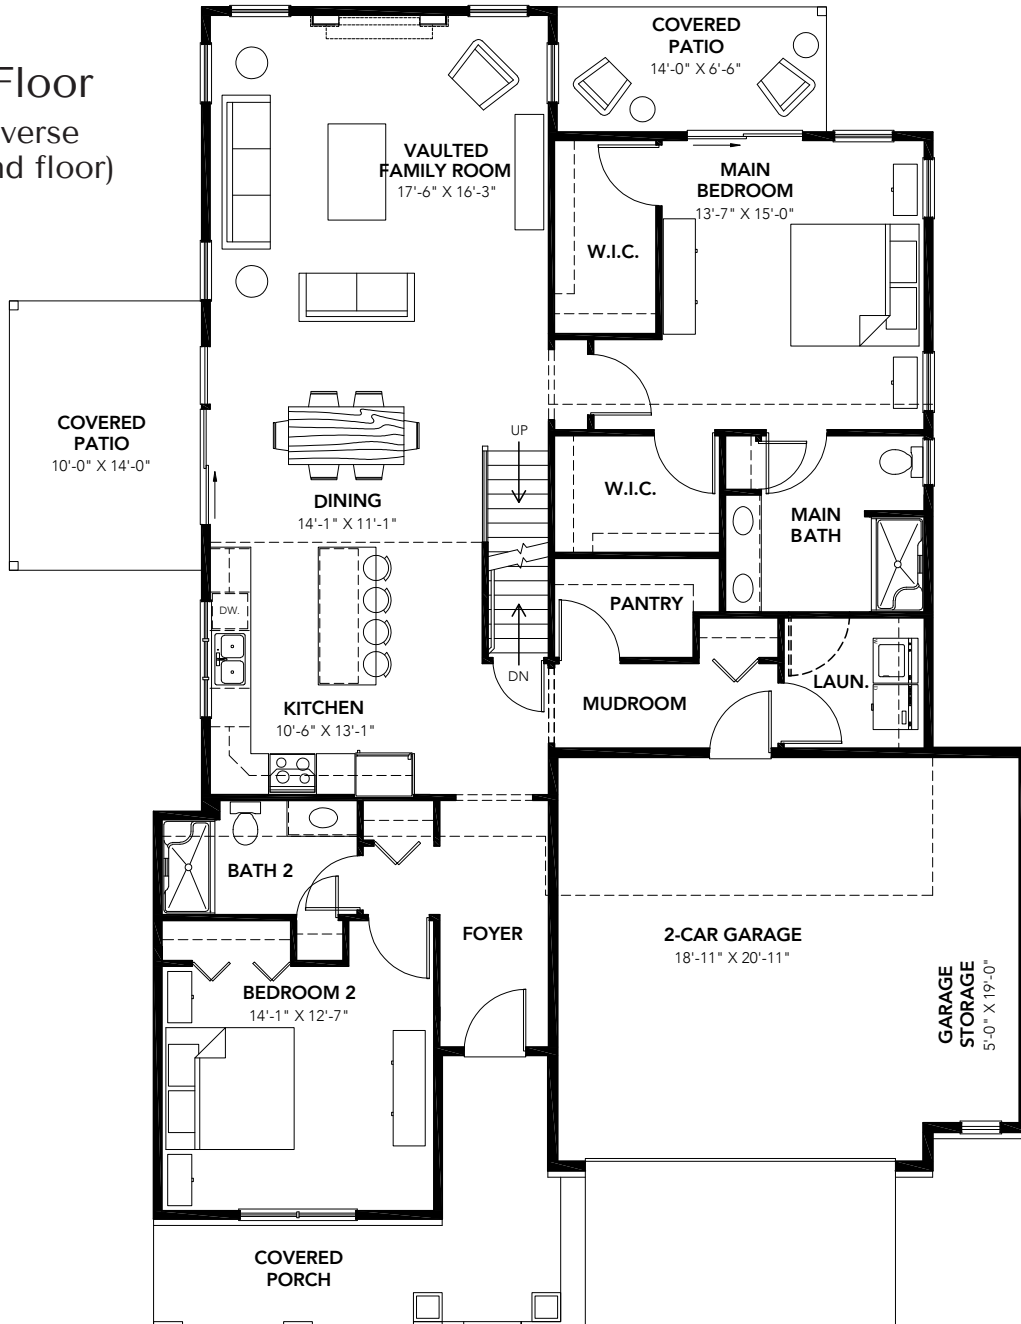 Floor
verse
nd floor)
COVERED
PATIO
14'-0" X 6'-6"
VAULTED
FAMILY ROOM
17'-6" X 16'-3"
MAIN
BEDROOM
13'-7" X 15'-0"
W.I.C.
COVERED
PATIO
10'-0" X 14'-0"
UP
DINING
14'-1" X 11'-1"
W.I.C.
MAIN
BATH
DW.
PANTRY
DN
LAUN.
MUDROOM
KITCHEN
10'-6" X 13'-1"
BATH 2
FOYER
2-CAR GARAGE
18'-11" X 20'-11"
GARAGE
STORAGE
5'-0" X 19'-0"
BEDROOM 2
14'-1" X 12'-7"
COVERED
PORCH